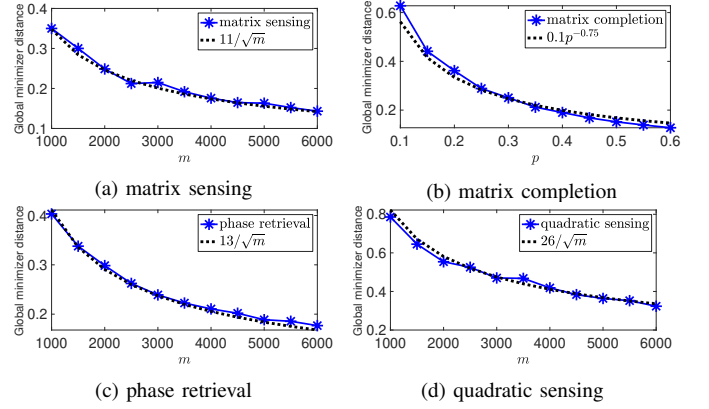 Global minimizer distance
0.4
0.3
0.2
0.1
1000 2000 3000 4000 5000 6000
m
matrix sensing
11/√m
(a) matrix sensing
Global minimizer distance
0.6
0.4
0.2
0.1 0.2 0.3 0.4 0.5 0.6
p
matrix completion
0.1p^{-0.75}
(b) matrix completion
Global minimizer distance
0.4
0.3
0.2
1000 2000 3000 4000 5000 6000
m
phase retrieval
13/√m
(c) phase retrieval
Global minimizer distance
0.8
0.6
0.4
0.2
1000 2000 3000 4000 5000 6000
m
quadratic sensing
26/√m
(d) quadratic sensing